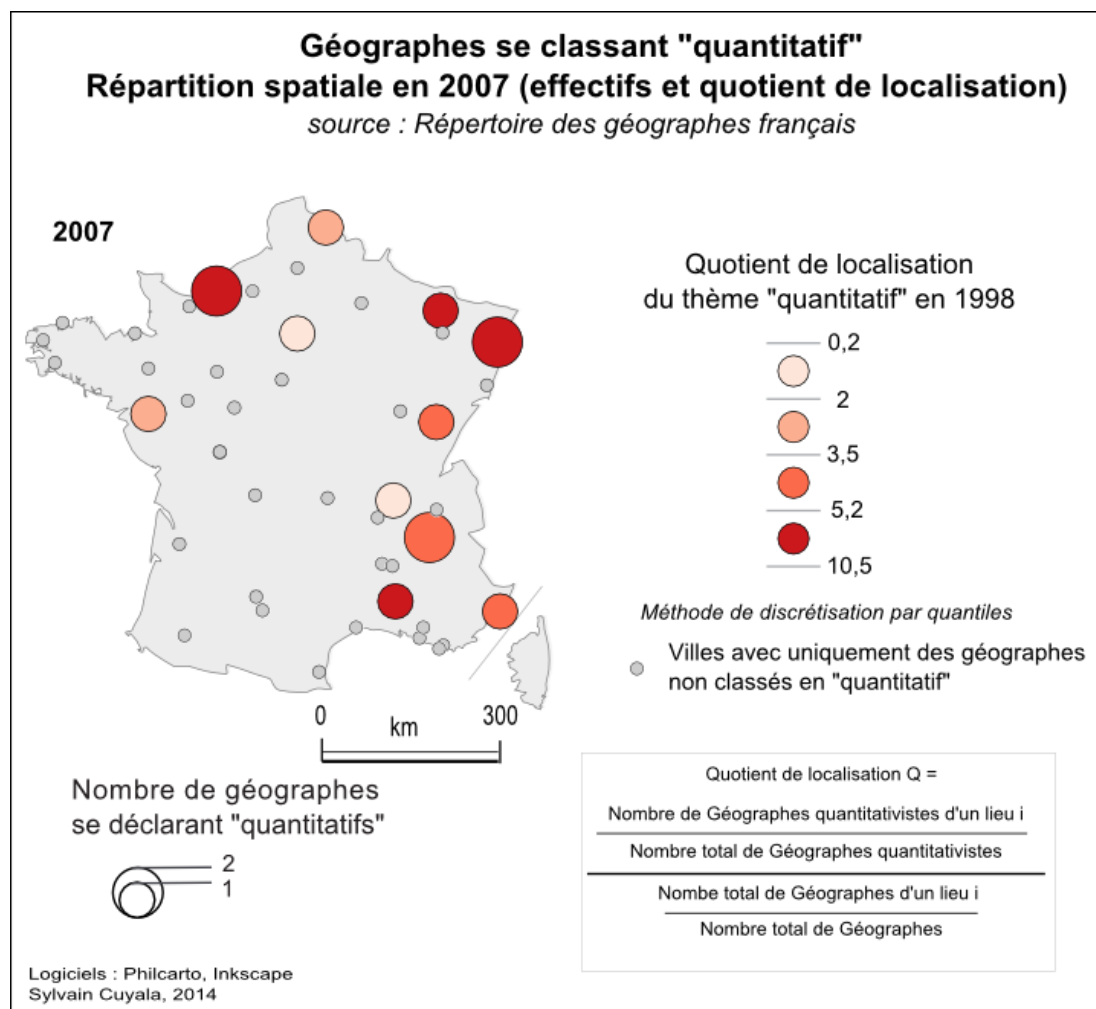 Géographes se classant "quantitatif"
Répartition spatiale en 2007 (effectifs et quotient de localisation)
source : Répertoire des géographes français
2007
Quotient de localisation
du thème "quantitatif" en 1998
0,2
2
3,5
5,2
10,5
Méthode de discrétisation par quantiles
Villes avec uniquement des géographes
non classés en "quantitatif"
0
km
300
Nombre de géographes
se déclarant "quantitatifs"
2
1
Quotient de localisation Q =
Nombre de Géographes quantitativistes d'un lieu i
Nombre total de Géographes quantitativistes
Nombe total de Géographes d'un lieu i
Nombre total de Géographes
Logiciels : Philcarto, Inkscape
Sylvain Cuyala, 2014